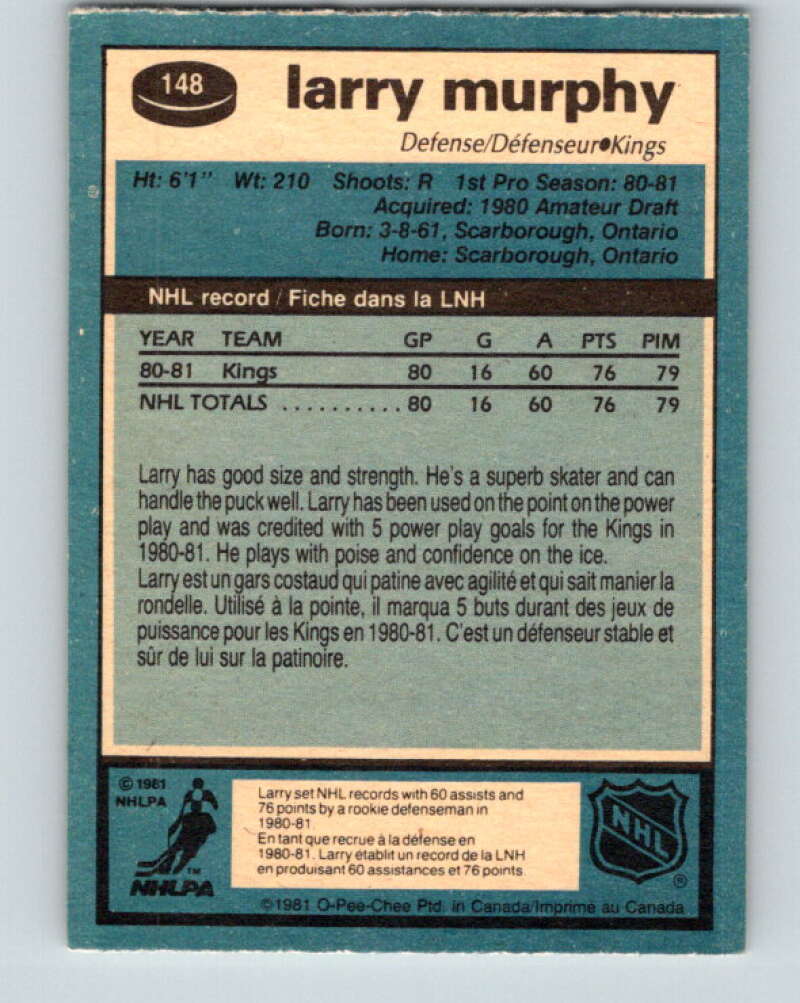 148
larry murphy
Defense/Défenseur•Kings
Ht: 6'1" Wt: 210 Shoots: R 1st Pro Season: 80-81
Acquired: 1980 Amateur Draft
Born: 3-8-61, Scarborough, Ontario
Home: Scarborough, Ontario
NHL record / Fiche dans la LNH
YEAR TEAM GP G A PTS PIM
80-81 Kings 80 16 60 76 79
NHL TOTALS .......... 80 16 60 76 79
Larry has good size and strength. He's a superb skater and can
handle the puck well. Larry has been used on the point on the power
play and was credited with 5 power play goals for the Kings in
1980-81. He plays with poise and confidence on the ice.
Larry est un gars costaud qui patine avec agilité et qui sait manier la
rondelle. Utilisé à la pointe, il marqua 5 buts durant des jeux de
puissance pour les Kings en 1980-81. C'est un défenseur stable et
sûr de lui sur la patinoire.
© 1981
NHLPA
TM
NHLPA
Larry set NHL records with 60 assists and
76 points by a rookie defenseman in
1980-81.
En tant que recrue à la défense en
1980-81, Larry établit un record de la LNH
en produisant 60 assistances et 76 points.
NHL
®
©1981 O-Pee-Chee Ptd. in Canada/Imprimé au Canada